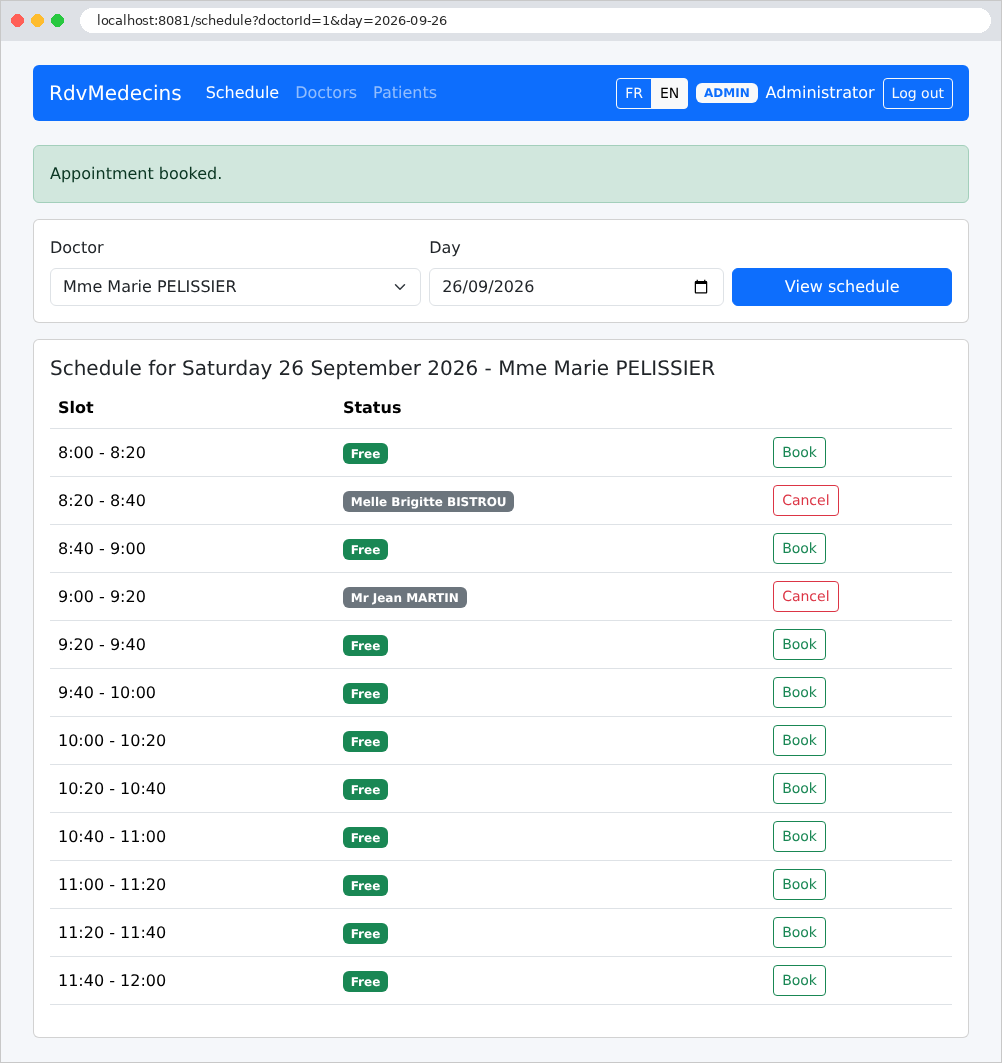 localhost:8081/schedule?doctorId=1&day=2026-09-26
RdvMedecins Schedule Doctors Patients FR EN ADMIN Administrator Log out
Appointment booked.
Doctor Day
Mme Marie PELISSIER 26/09/2026 View schedule
Schedule for Saturday 26 September 2026 - Mme Marie PELISSIER
Slot Status
8:00 - 8:20 Free Book
8:20 - 8:40 Melle Brigitte BISTROU Cancel
8:40 - 9:00 Free Book
9:00 - 9:20 Mr Jean MARTIN Cancel
9:20 - 9:40 Free Book
9:40 - 10:00 Free Book
10:00 - 10:20 Free Book
10:20 - 10:40 Free Book
10:40 - 11:00 Free Book
11:00 - 11:20 Free Book
11:20 - 11:40 Free Book
11:40 - 12:00 Free Book